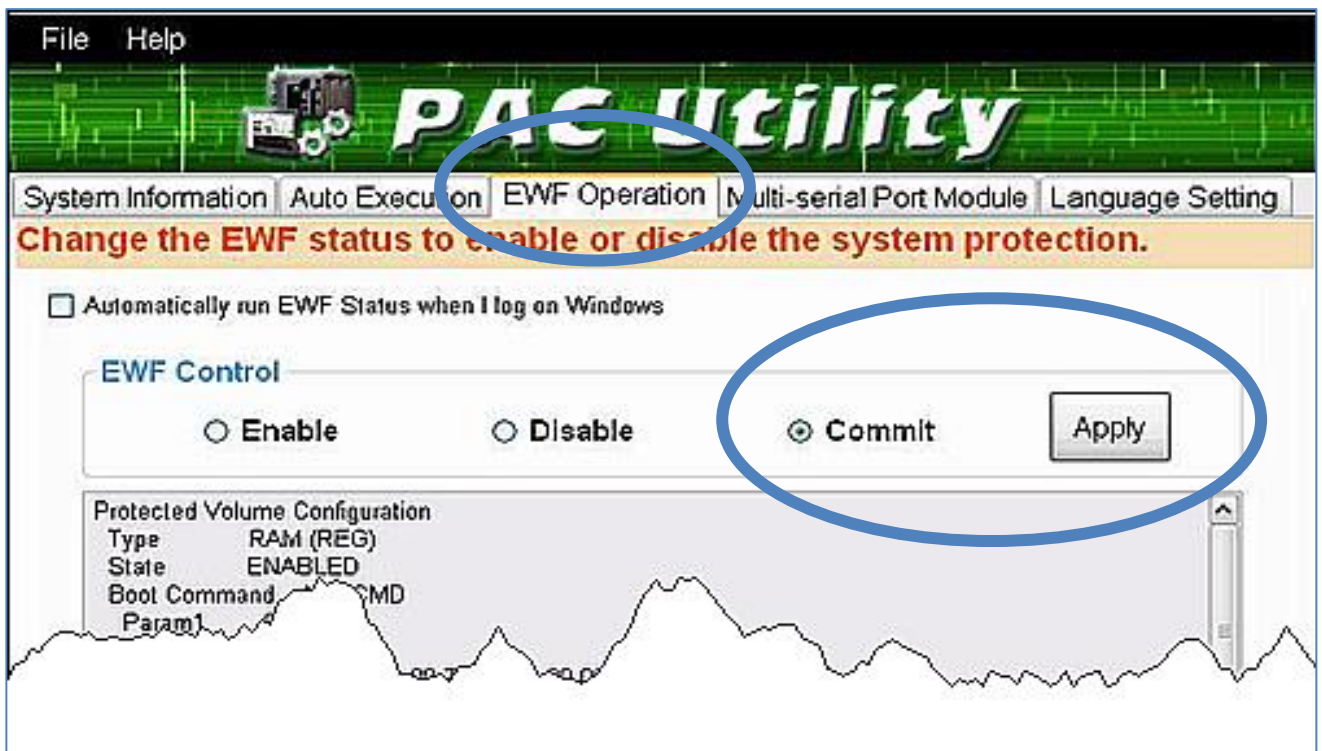 File Help
PAC Utility
System Information Auto Execution EWF Operation Multi-serial Port Module Language Setting
Change the EWF status to enable or disable the system protection.
Automatically run EWF Status when I log on Windows
EWF Control
Enable Disable Commit Apply
Protected Volume Configuration
Type RAM (REG)
State ENABLED
Boot Command
Param1